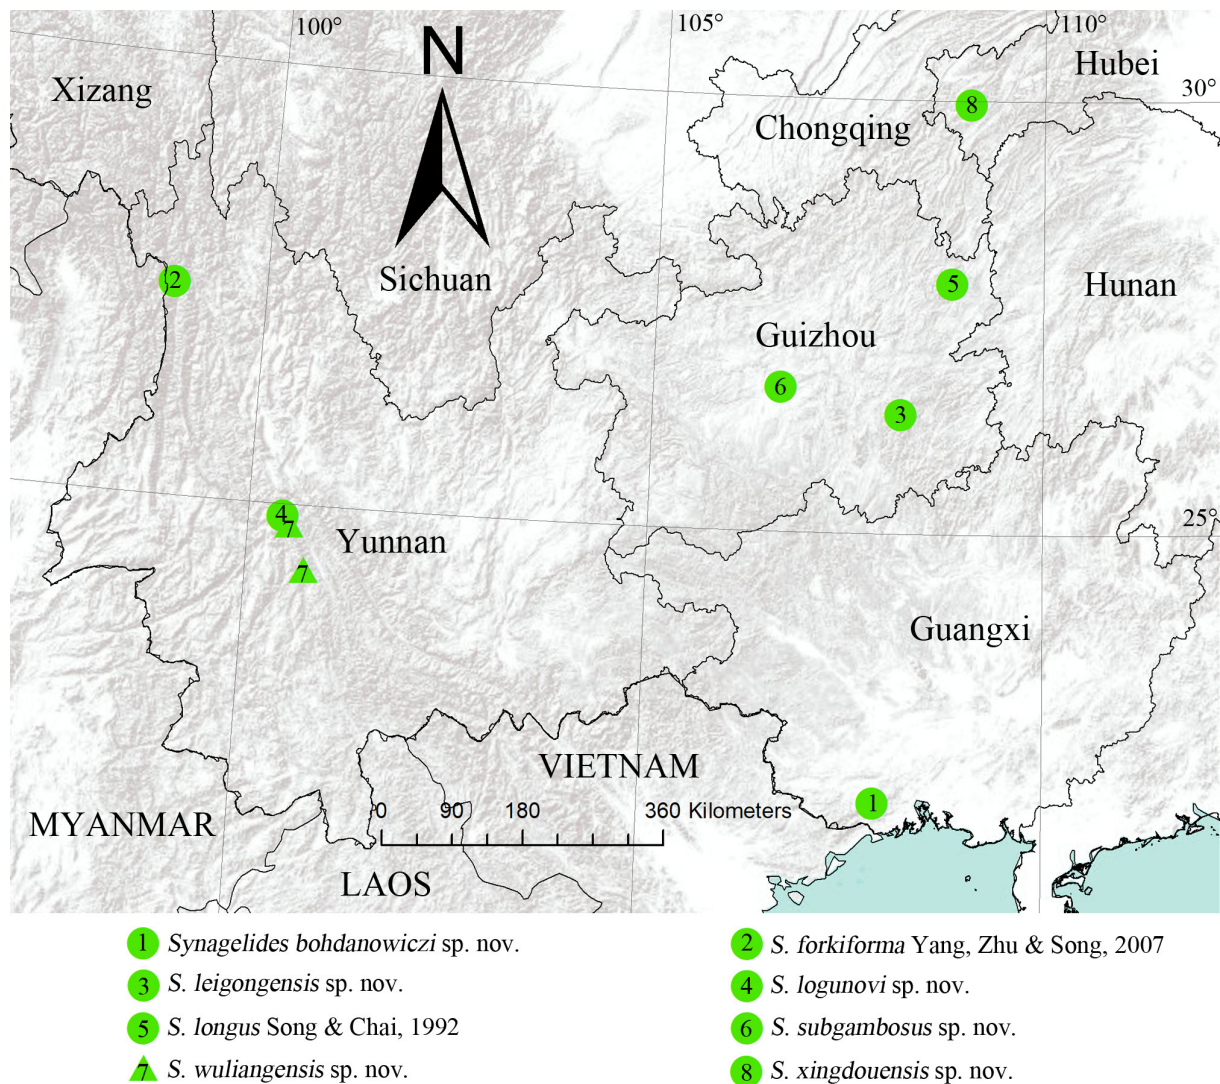 100°
105°
110°
N
Hubei
Xizang
30°
8
Chongqing
2
Sichuan
5
Hunan
Guizhou
6
3
4
7
Yunnan
25°
7
Guangxi
VIETNAM
1
0 90 180 360 Kilometers
MYANMAR
LAOS
1 Synagelides bohdanowiczi sp. nov.
2 S. forkiforma Yang, Zhu & Song, 2007
3 S. leigongensis sp. nov.
4 S. logunovi sp. nov.
5 S. longus Song & Chai, 1992
6 S. subgambosus sp. nov.
7 S. wuliangensis sp. nov.
8 S. xingdouensis sp. nov.